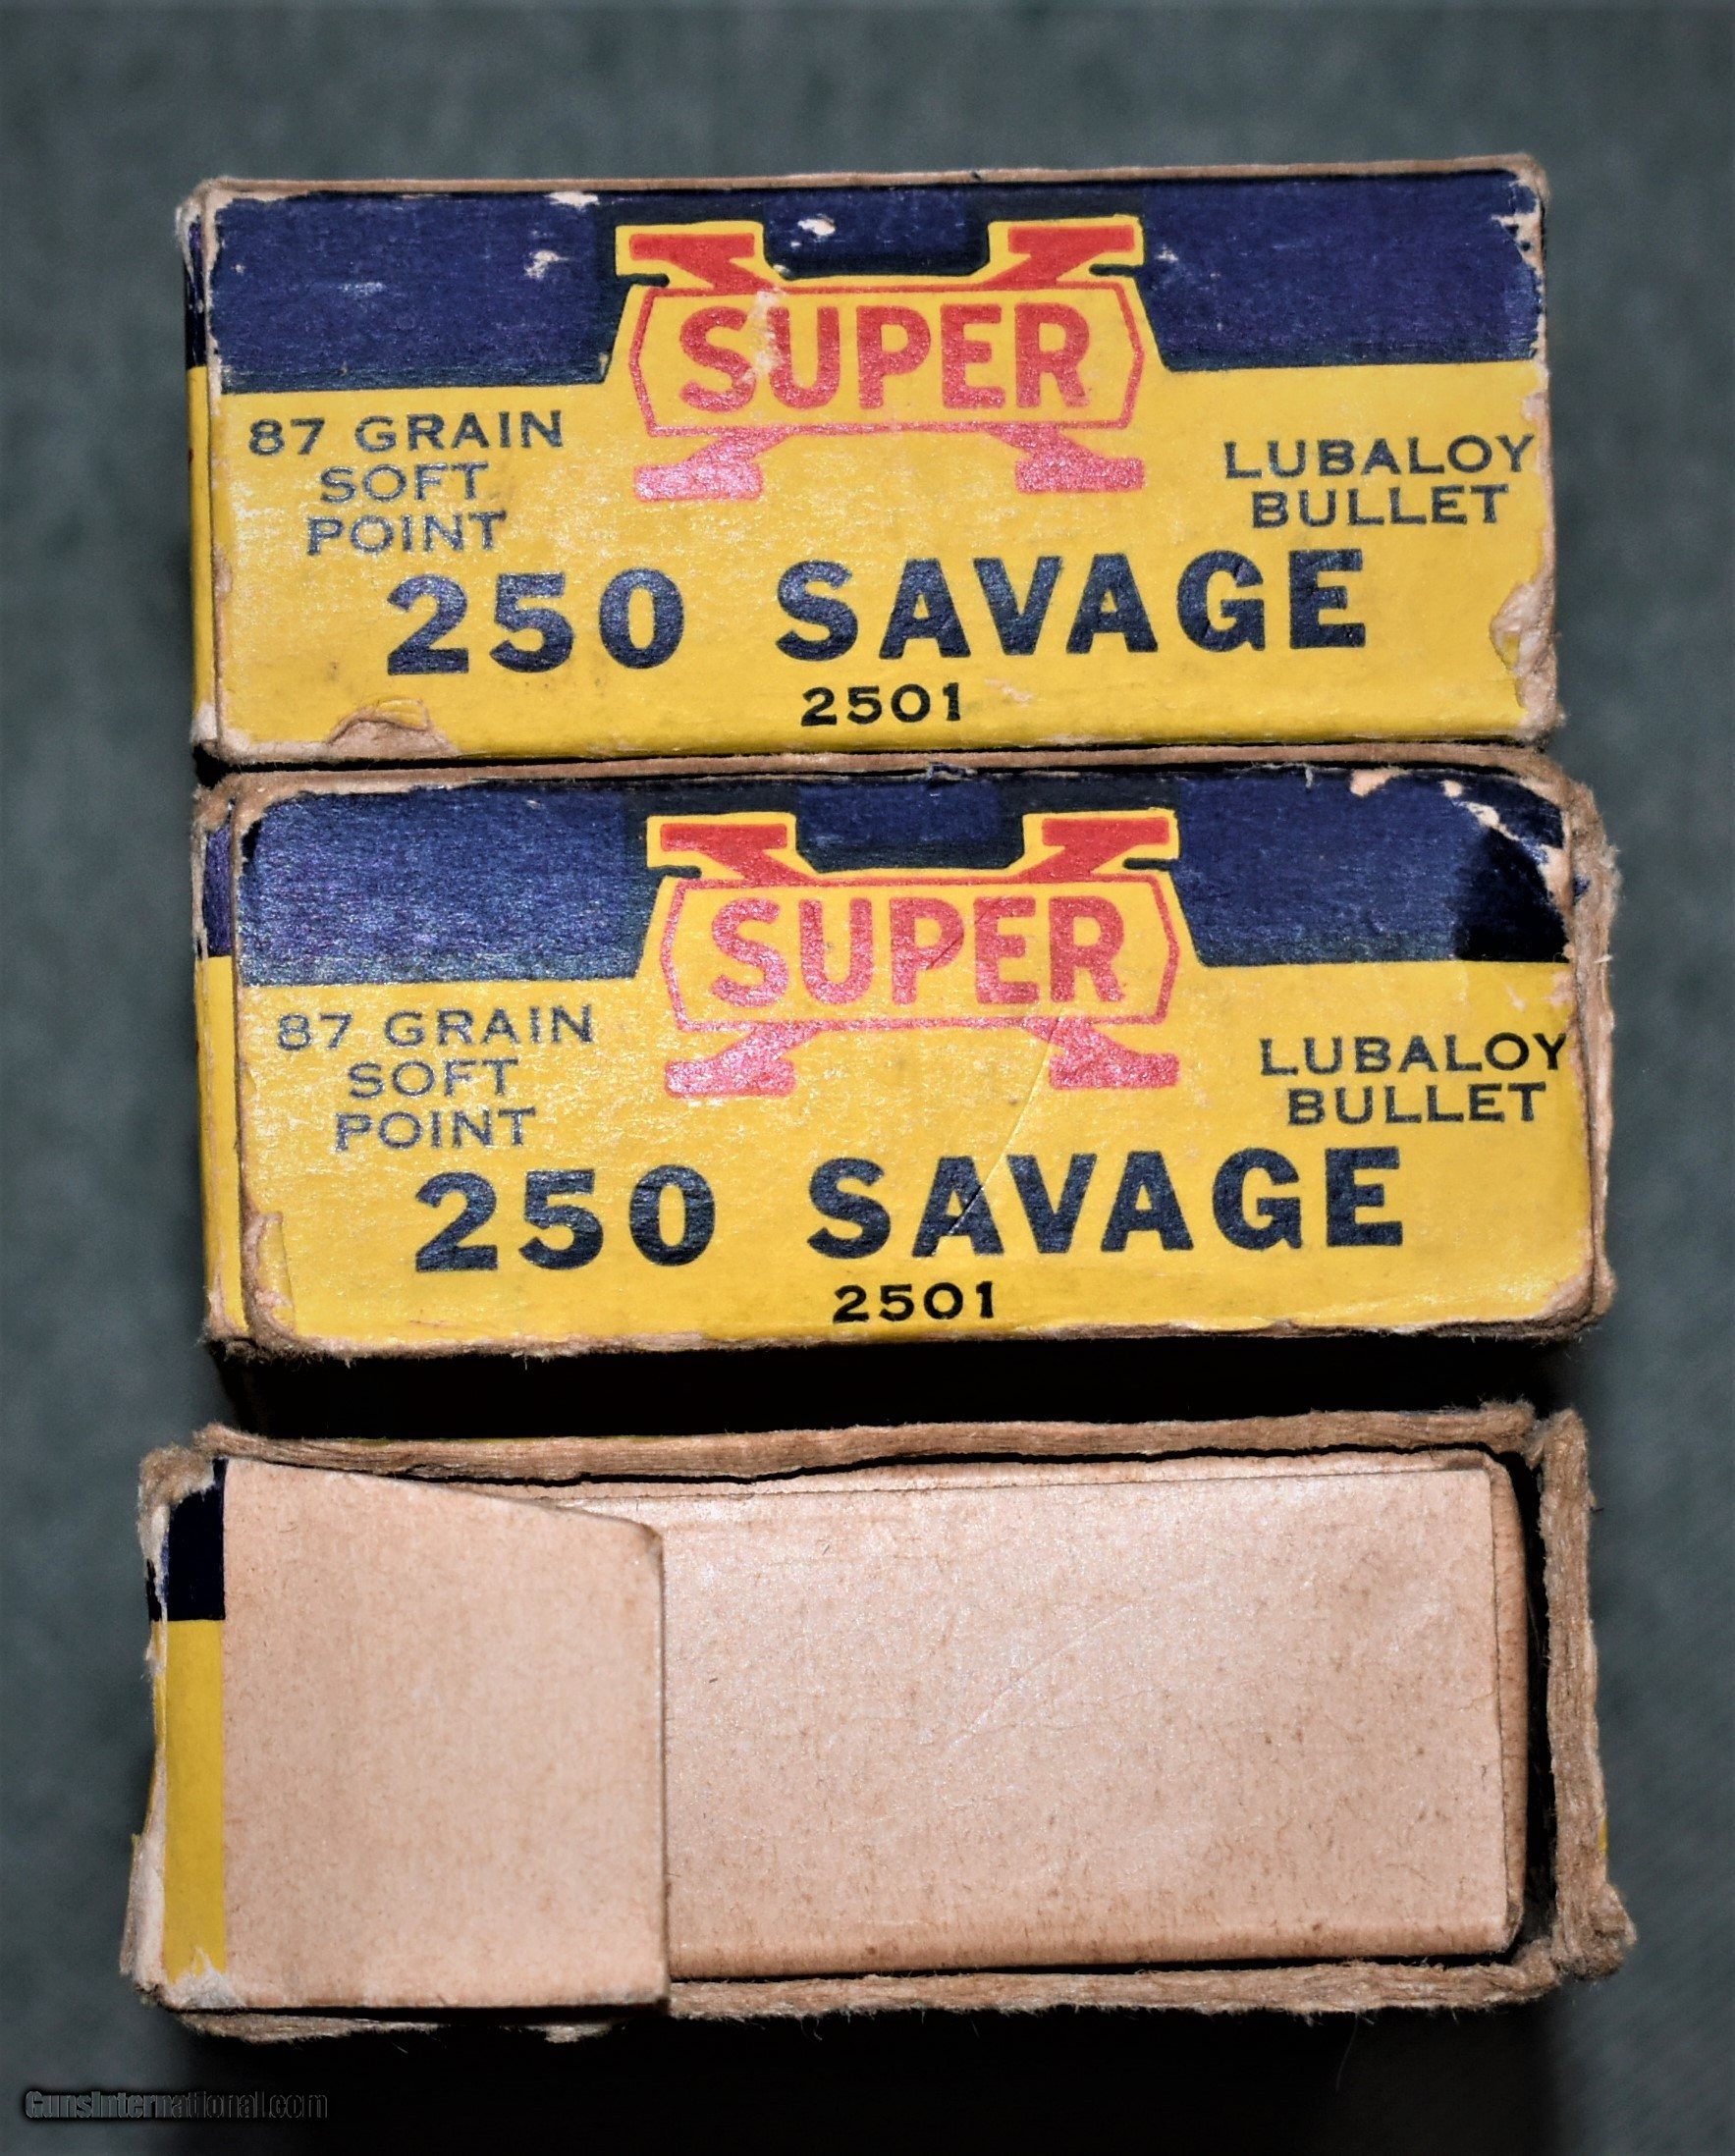 SUPER X
87 GRAIN
SOFT
POINT
LUBALOY
BULLET
250 SAVAGE
2501
SUPER X
87 GRAIN
SOFT
POINT
LUBALOY
BULLET
250 SAVAGE
2501
GunsInternational.com